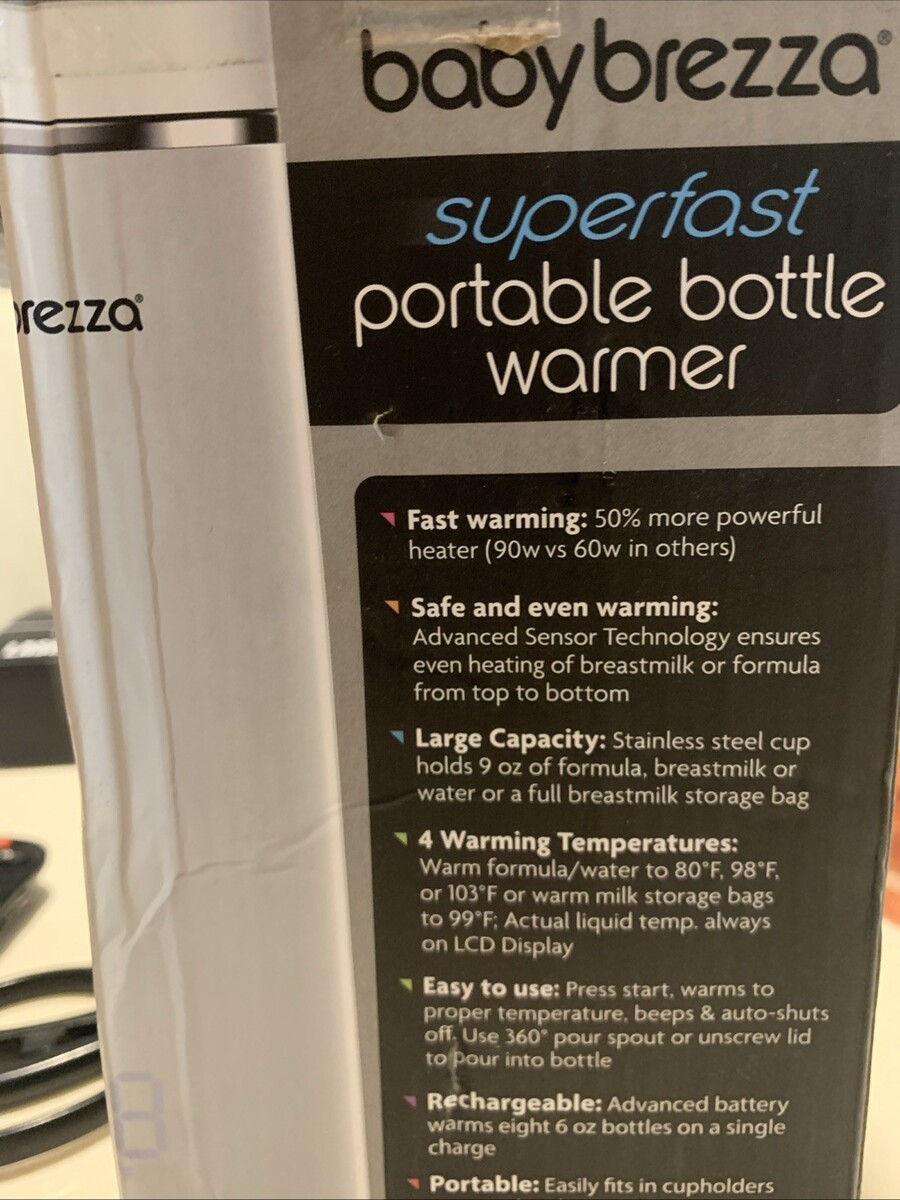 babybrezza®
superfast
portable bottle
warmer
rezza®
Fast warming: 50% more powerful
heater (90w vs 60w in others)
Safe and even warming:
Advanced Sensor Technology ensures
even heating of breastmilk or formula
from top to bottom
Large Capacity: Stainless steel cup
holds 9 oz of formula, breastmilk or
water or a full breastmilk storage bag
4 Warming Temperatures:
Warm formula/water to 80°F, 98°F,
or 103°F or warm milk storage bags
to 99°F; Actual liquid temp. always
on LCD Display
Easy to use: Press start, warms to
proper temperature, beeps & auto-shuts
off. Use 360° pour spout or unscrew lid
to pour into bottle
Rechargeable: Advanced battery
warms eight 6 oz bottles on a single
charge
Portable: Easily fits in cupholders